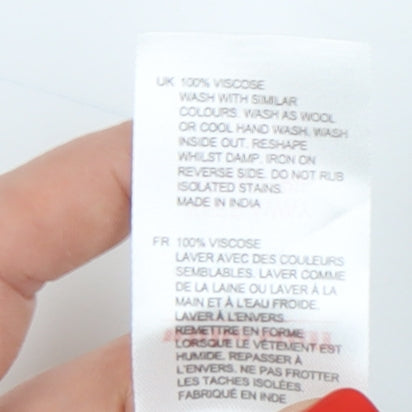 UK 100% VISCOSE
WASH WITH SIMILAR
COLOURS. WASH AS WOOL
OR COOL HAND WASH, WASH
INSIDE OUT. RESHAPE
WHILST DAMP. IRON ON
REVERSE SIDE. DO NOT RUB
ISOLATED STAINS.
MADE IN INDIA
FR 100% VISCOSE
LAVER AVEC DES COULEURS
SEMBLABLES. LAVER COMME
DE LA LAINE OU LAVER À LA
MAIN ET À L'EAU FROIDE.
LAVER À L'ENVERS.
REMETTRE EN FORME
LORSQUE LE VÊTEMENT EST
HUMIDE. REPASSER À
L'ENVERS. NE PAS FROTTER
LES TACHES ISOLÉES.
FABRIQUÉ EN INDE